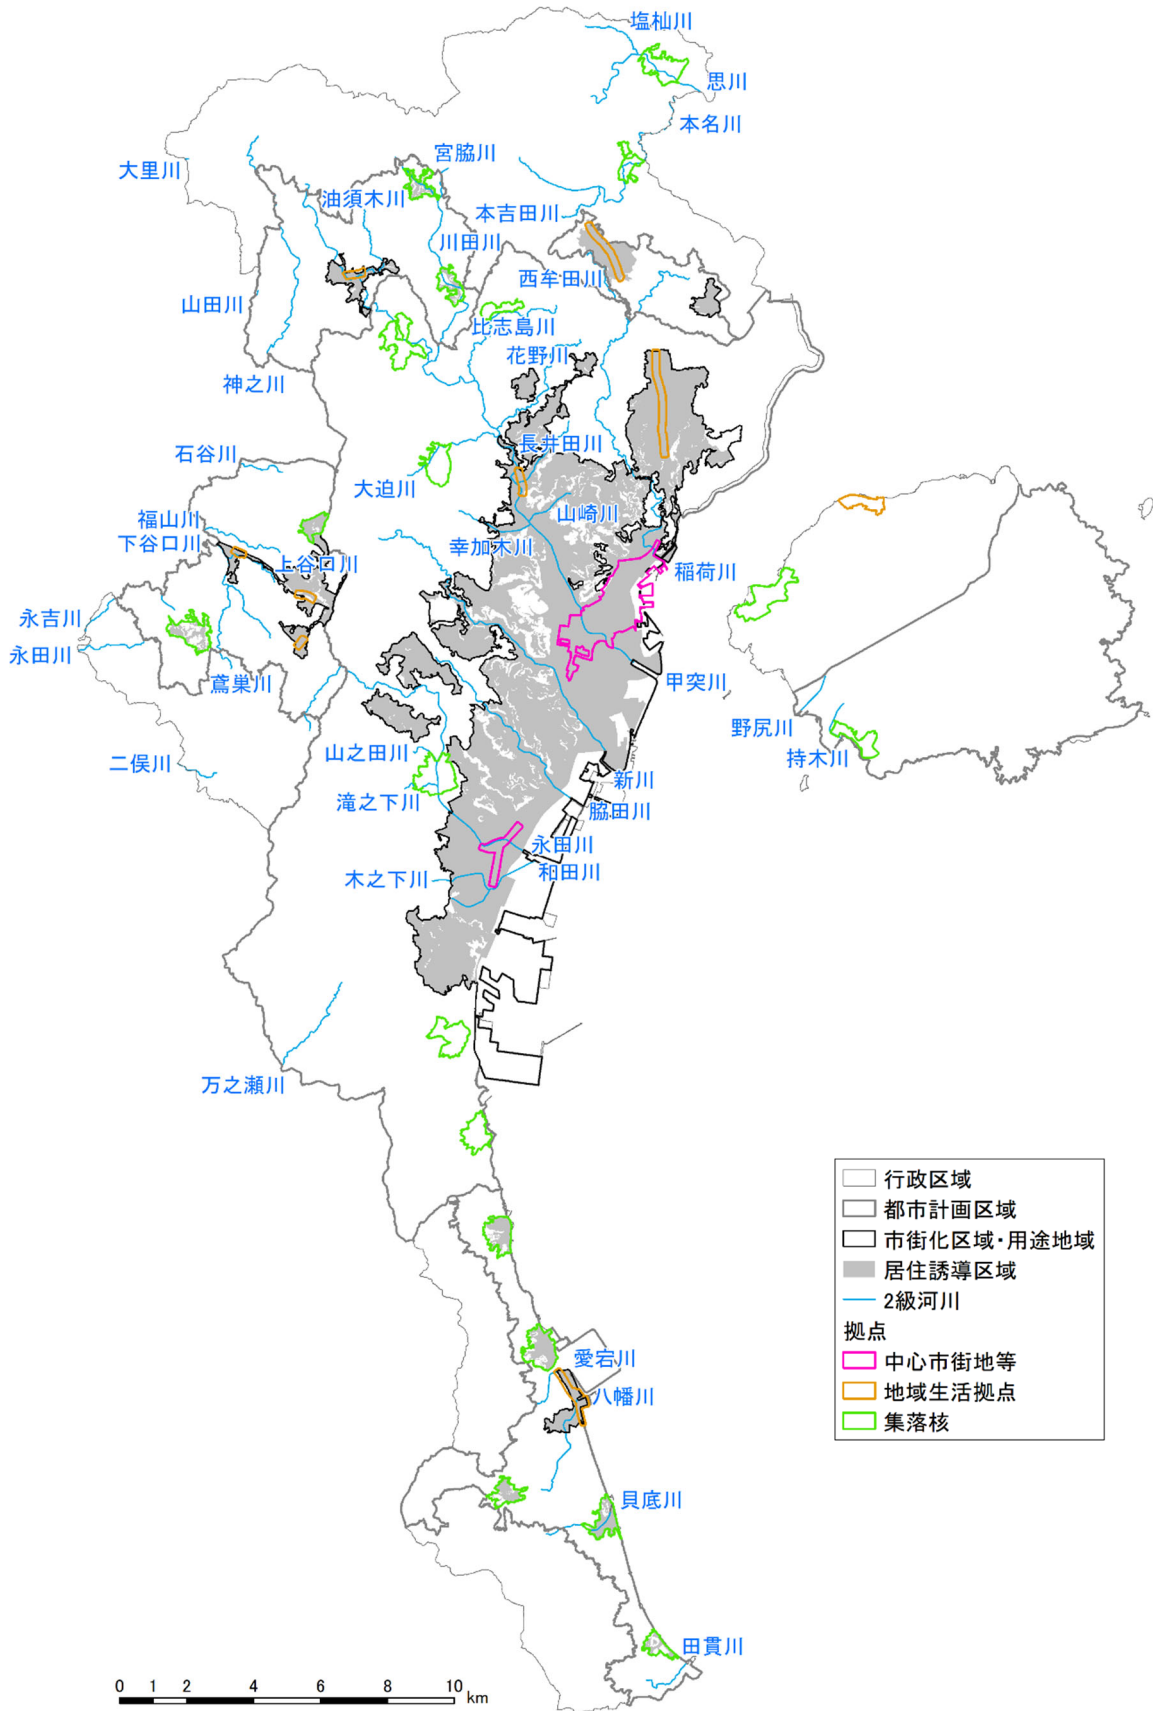 塩杣川
思川
本名川
宮脇川
大里川
油須木川
本吉田川
川田川
西牟田川
山田川
比志島川
花野川
神之川
長井田川
石谷川
大迫川
山崎川
福山川
幸加木川
下谷口川
上谷口川
稲荷川
永吉川
永田川
鳶巣川
甲突川
野尻川
持木川
山之田川
二俣川
新川
滝之下川
脇田川
永田川
和田川
木之下川
万之瀬川
行政区域
都市計画区域
市街化区域・用途地域
居住誘導区域
2級河川
拠点
中心市街地等
地域生活拠点
集落核
愛宕川
八幡川
貝底川
田貫川
0 1 2 4 6 8 10
km